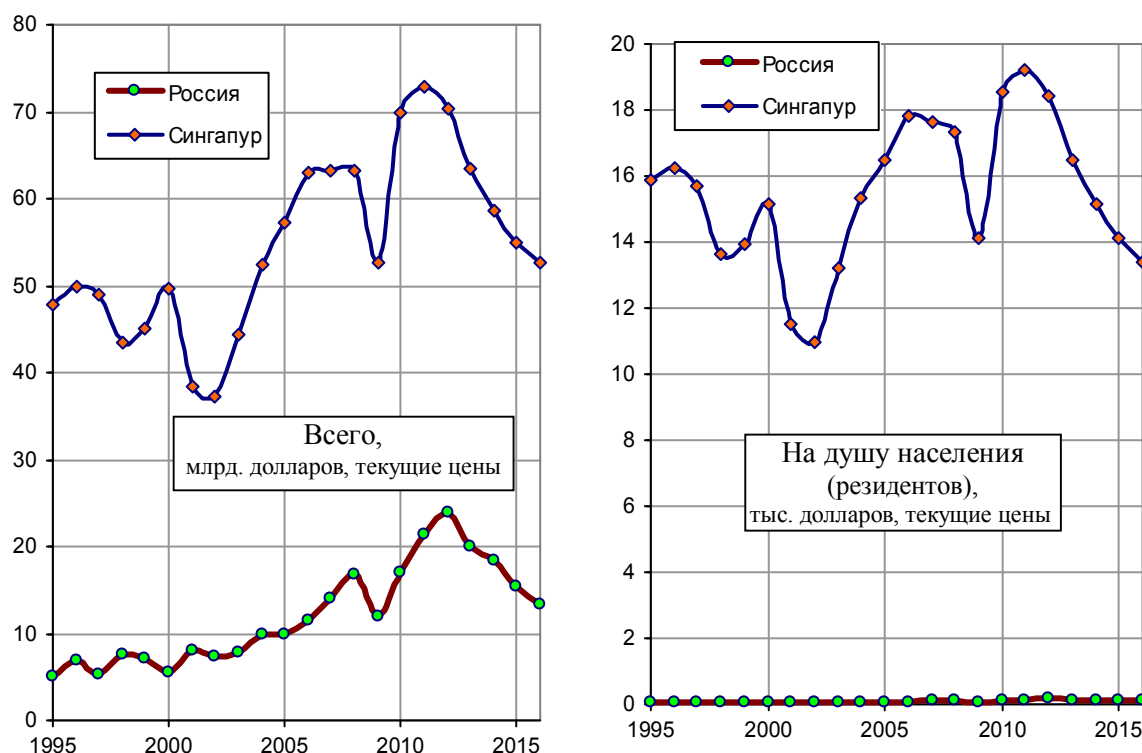 80
70
60
50
40
30
20
10
0
1995 2000 2005 2010 2015
Россия
Сингапур
Всего,
млрд. долларов, текущие цены
20
18
16
14
12
10
8
6
4
2
0
1995 2000 2005 2010 2015
Россия
Сингапур
На душу населения
(резидентов),
тыс. долларов, текущие цены